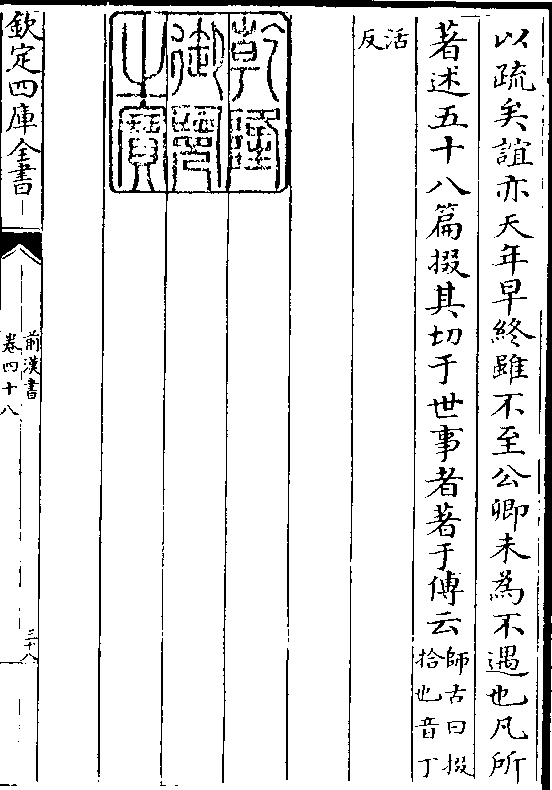 以疏矣誼亦天年早終雖不至公卿未為不遇也凡所
著述五十八篇掇其切于世事者著于傳云師古曰掇拾也音丁
活反
乾隆御覽之寶
欽定四庫全書
前漢書
卷四十八
三十八